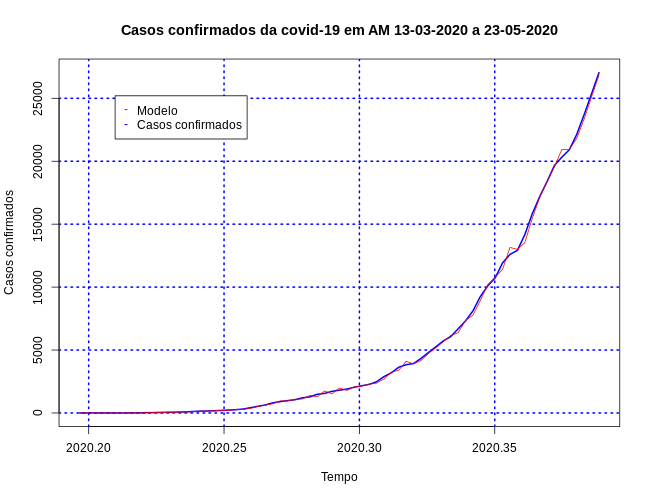 Casos confirmados da covid-19 em AM 13-03-2020 a 23-05-2020
Modelo
Casos confirmados
Casos confirmados
25000
20000
15000
10000
5000
0
2020.20 2020.25 2020.30 2020.35
Tempo